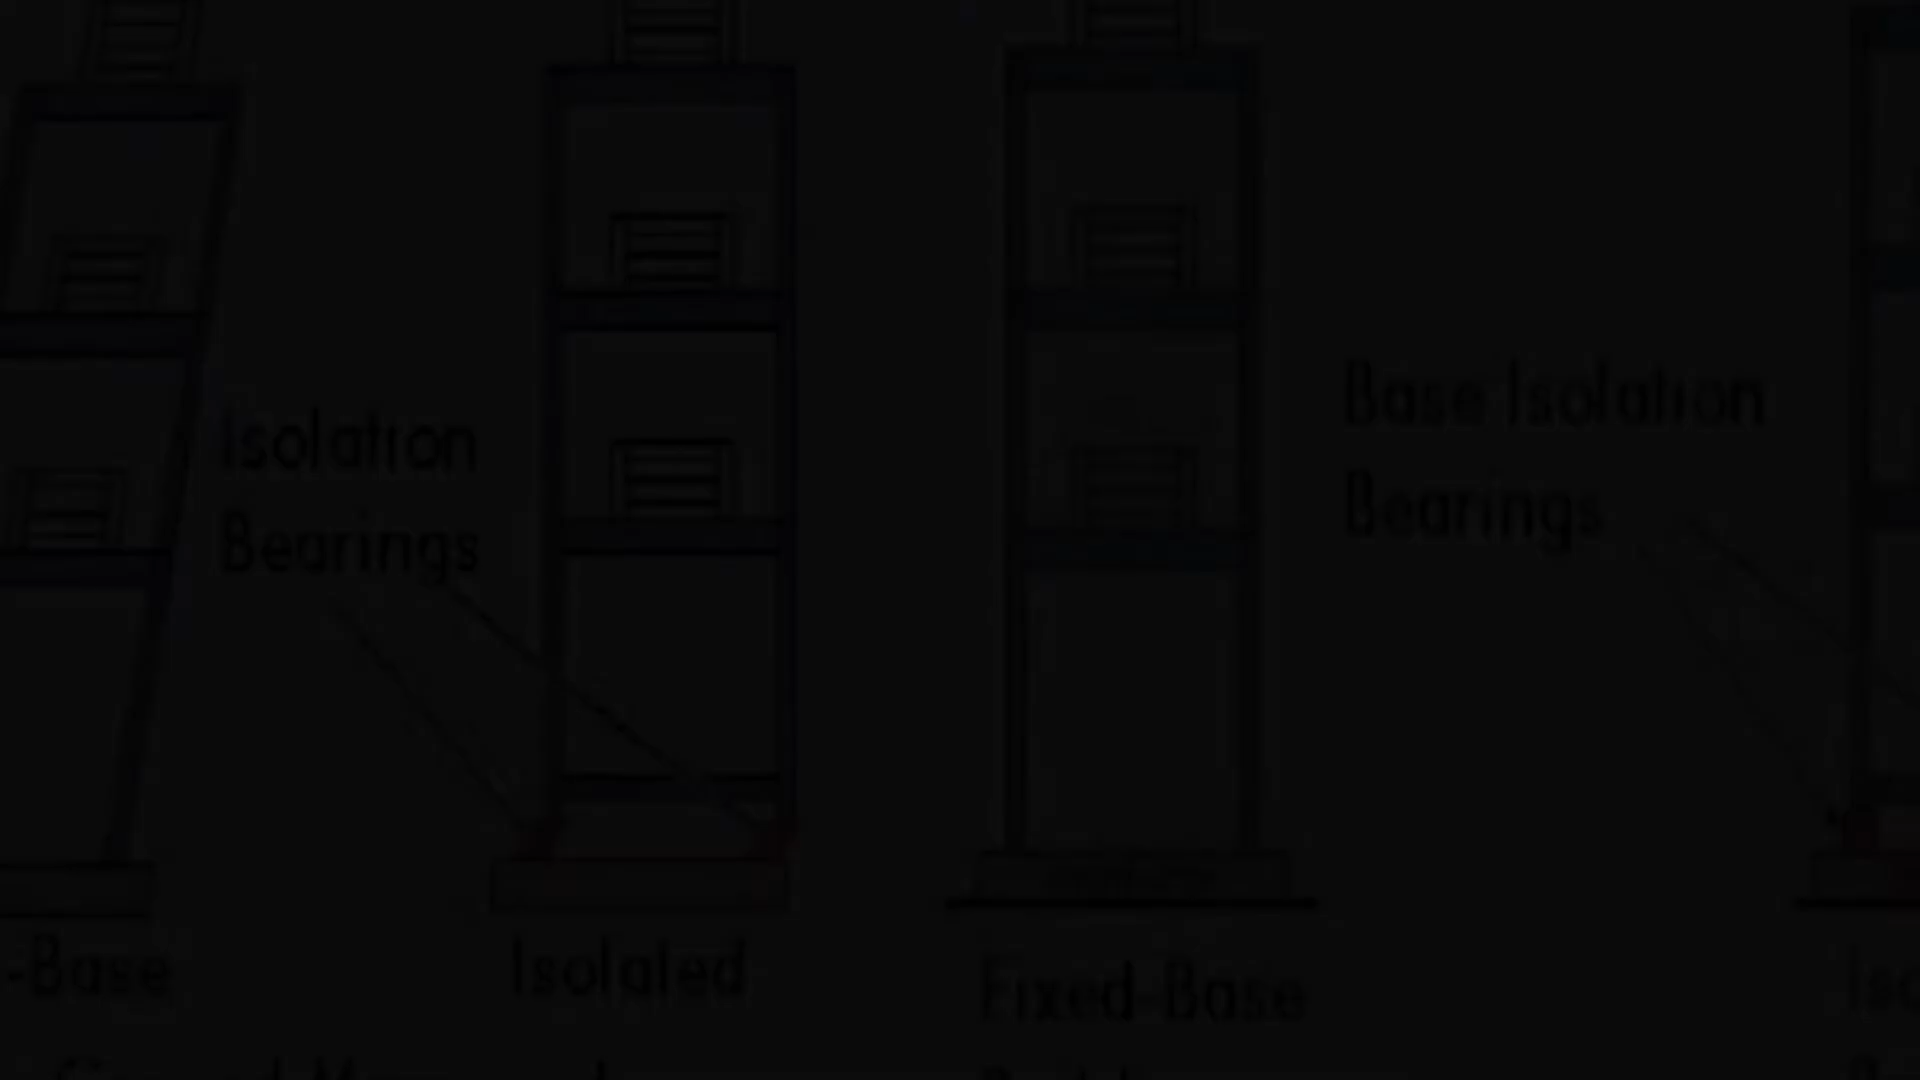 Isolation
Bearings
Base Isolation
Bearings
-Base
Isolated
Fixed-Base